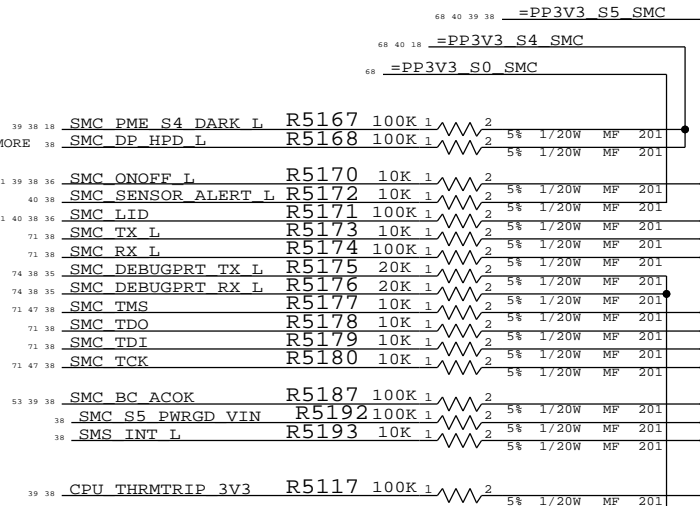 68 40 39 38 =PP3V3_S5_SMC
68 40 18 =PP3V3_S4_SMC
68 =PP3V3_S0_SMC
39 38 18 SMC_PME_S4_DARK_L R5167 100K 1 2 5% 1/20W MF 201
MORE 38 SMC_DP_HPD_L R5168 100K 1 2 5% 1/20W MF 201
1 39 38 36 SMC_ONOFF_L R5170 10K 1 2 5% 1/20W MF 201
40 38 SMC_SENSOR_ALERT_L R5172 10K 1 2 5% 1/20W MF 201
1 40 38 36 SMC_LID R5171 100K 1 2 5% 1/20W MF 201
71 38 SMC_TX_L R5173 10K 1 2 5% 1/20W MF 201
71 38 SMC_RX_L R5174 100K 1 2 5% 1/20W MF 201
74 38 35 SMC_DEBUGPRT_TX_L R5175 20K 1 2 5% 1/20W MF 201
74 38 35 SMC_DEBUGPRT_RX_L R5176 20K 1 2 5% 1/20W MF 201
71 47 38 SMC_TMS R5177 10K 1 2 5% 1/20W MF 201
71 38 SMC_TDO R5178 10K 1 2 5% 1/20W MF 201
71 38 SMC_TDI R5179 10K 1 2 5% 1/20W MF 201
71 47 38 SMC_TCK R5180 10K 1 2 5% 1/20W MF 201
53 39 38 SMC_BC_ACOK R5187 100K 1 2 5% 1/20W MF 201
38 SMC_S5_PWRGD_VIN R5192 100K 1 2 5% 1/20W MF 201
38 SMS_INT_L R5193 10K 1 2 5% 1/20W MF 201
39 38 CPU_THRMTRIP_3V3 R5117 100K 1 2 5% 1/20W MF 201